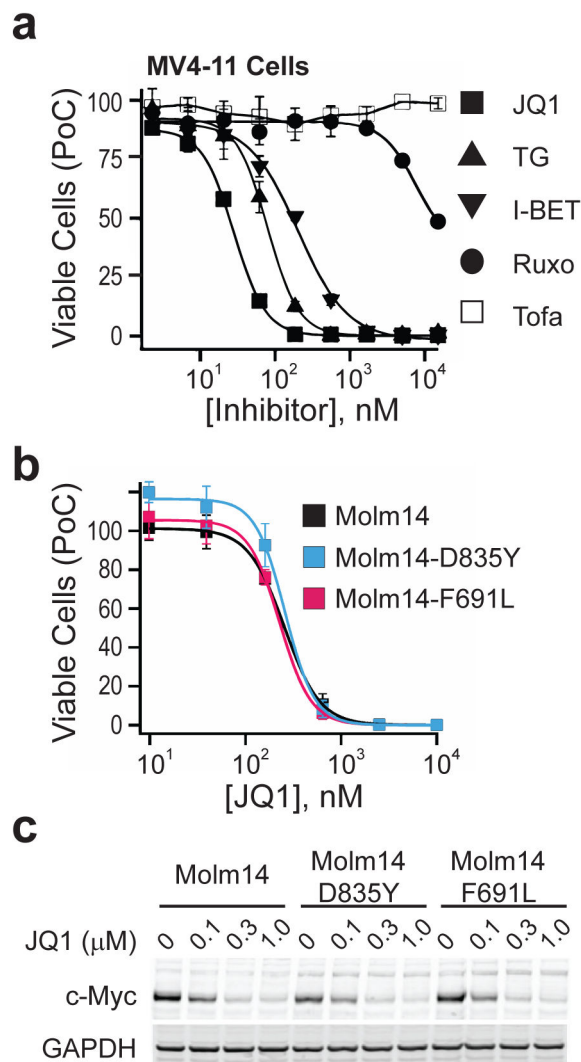 a
MV4-11 Cells
Viable Cells (PoC)
100
75
50
25
0
10¹ 10² 10³ 10⁴
[Inhibitor], nM
JQ1
TG
I-BET
Ruxo
Tofa
b
Viable Cells (PoC)
100
80
60
40
20
0
10¹ 10² 10³ 10⁴
[JQ1], nM
Molm14
Molm14-D835Y
Molm14-F691L
c
Molm14
Molm14
D835Y
Molm14
F691L
JQ1 (μM) 0 0.1 0.3 1.0 0 0.1 0.3 1.0 0 0.1 0.3 1.0
c-Myc
GAPDH